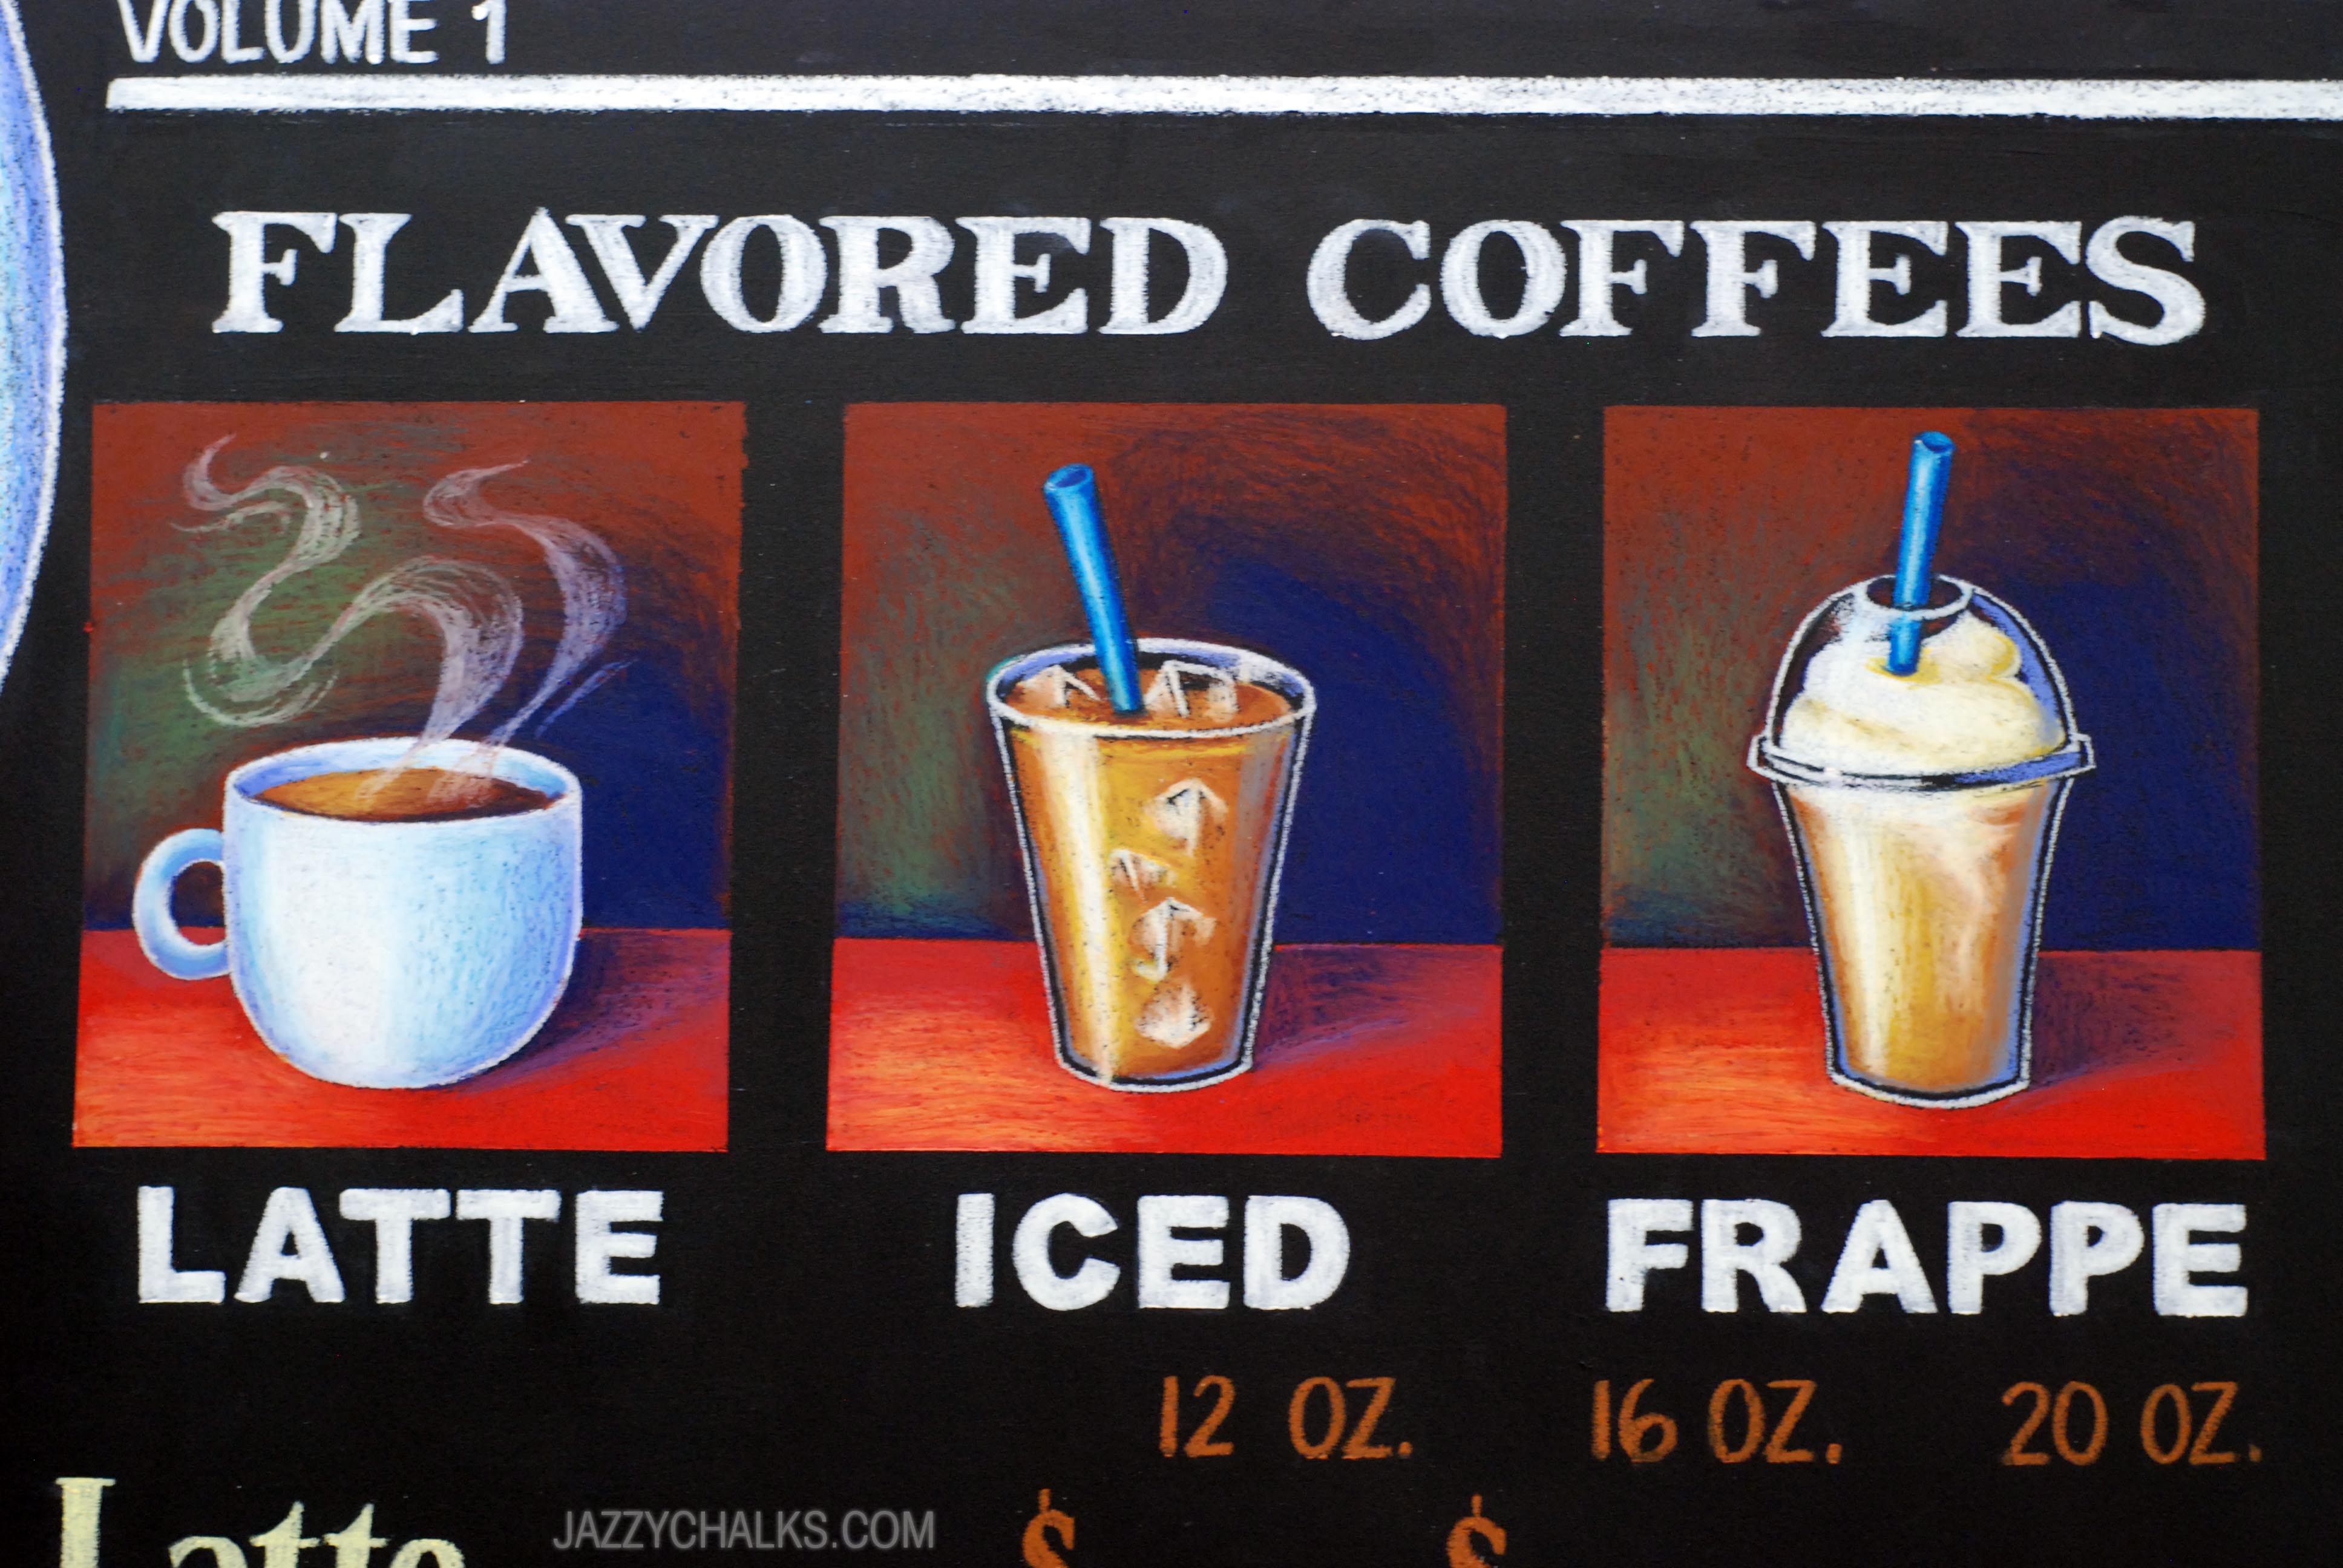 VOLUME 1
FLAVORED COFFEES
LATTE ICED FRAPPE
12 OZ. 16 OZ. 20 OZ.
Latte $ $
JAZZYCHALKS.COM